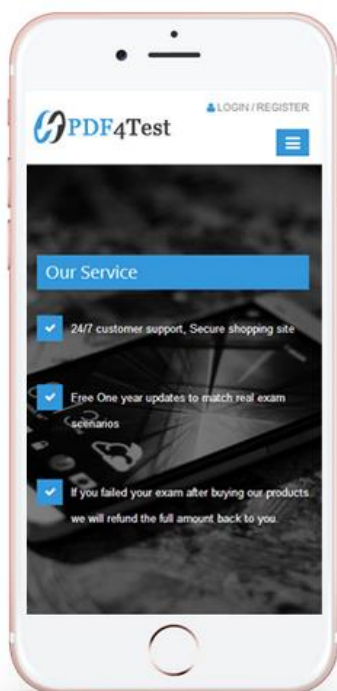 LOGIN / REGISTER
PDF4Test
Our Service
24/7 customer support, Secure shopping site
Free One year updates to match real exam
scenarios
If you failed your exam after buying our products
we will refund the full amount back to you.